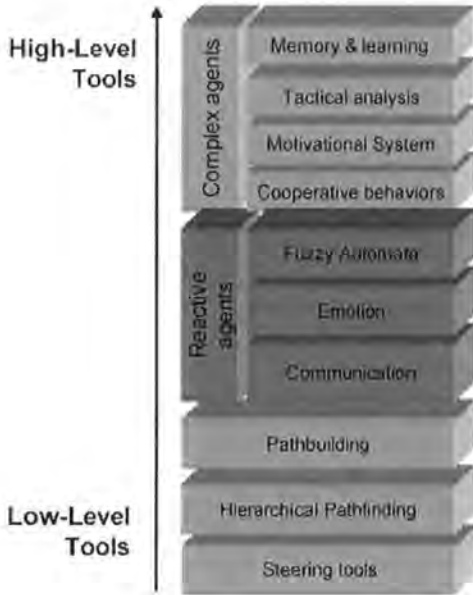 High-Level
Tools
Complex agents
Memory & learning
Tactical analysis
Motivational System
Cooperative behaviors
Reactive
agents
Fuzzy Automata
Emotion
Communication
Pathbuilding
Hierarchical Pathfinding
Low-Level
Tools
Steering tools